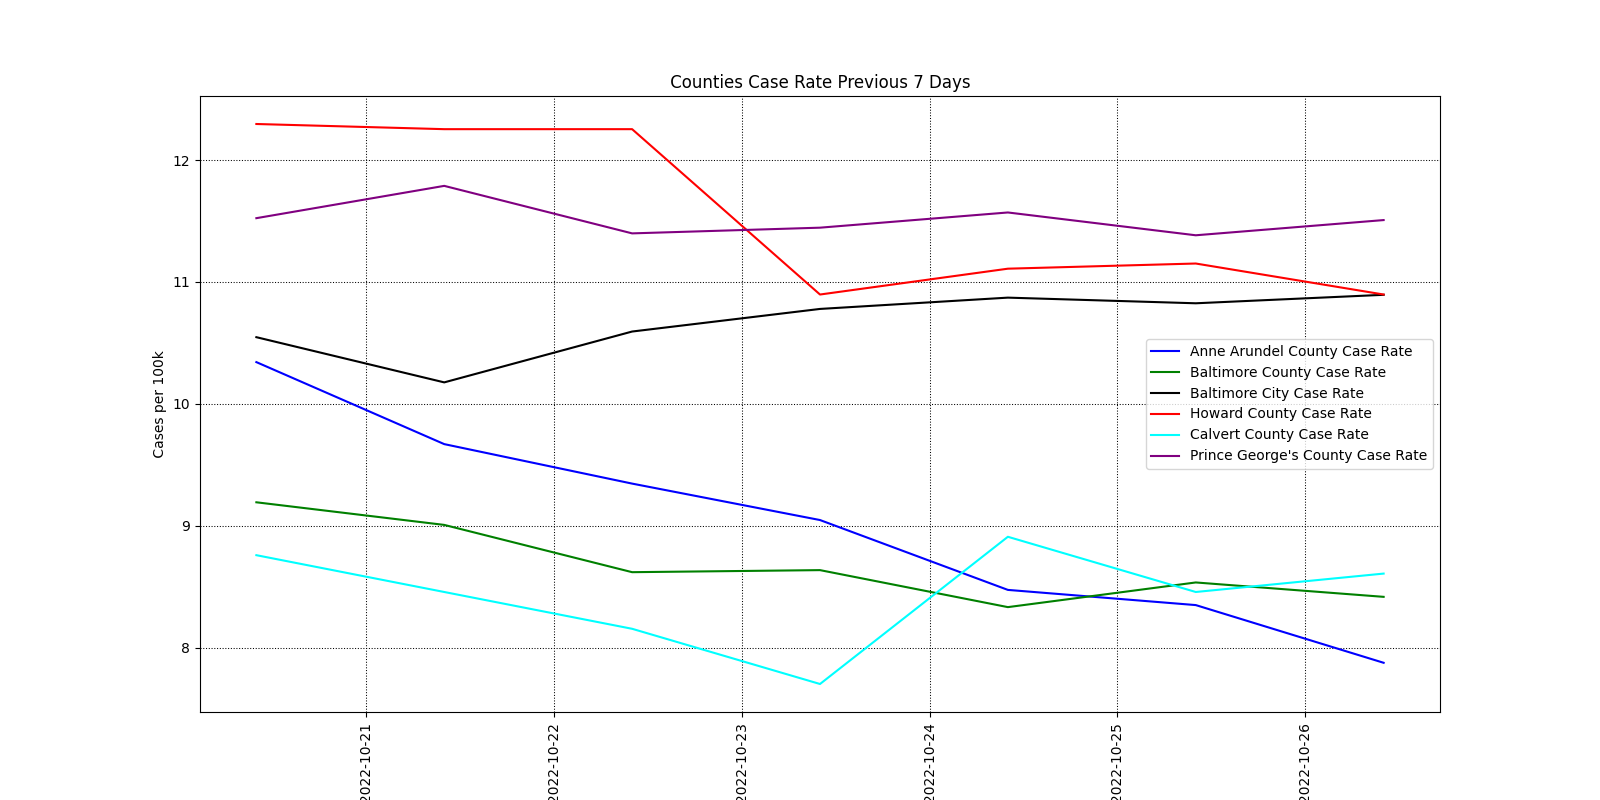 Counties Case Rate Previous 7 Days
Cases per 100k
12
11
10
9
8
Anne Arundel County Case Rate
Baltimore County Case Rate
Baltimore City Case Rate
Howard County Case Rate
Calvert County Case Rate
Prince George's County Case Rate
2022-10-21
2022-10-22
2022-10-23
2022-10-24
2022-10-25
2022-10-26